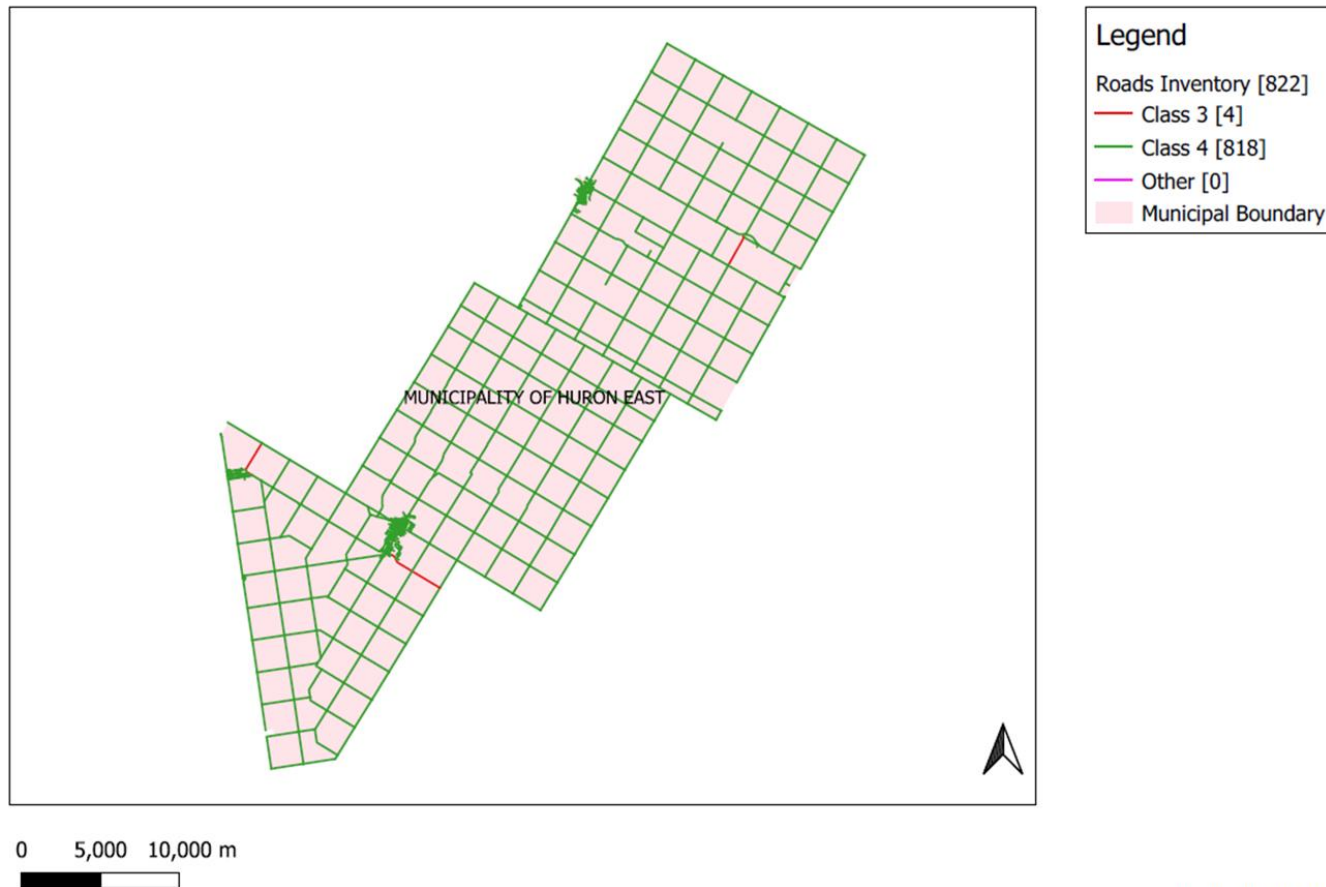 Legend
Roads Inventory [822]
Class 3 [4]
Class 4 [818]
Other [0]
Municipal Boundary
MUNICIPALITY OF HURON EAST
0 5,000 10,000 m